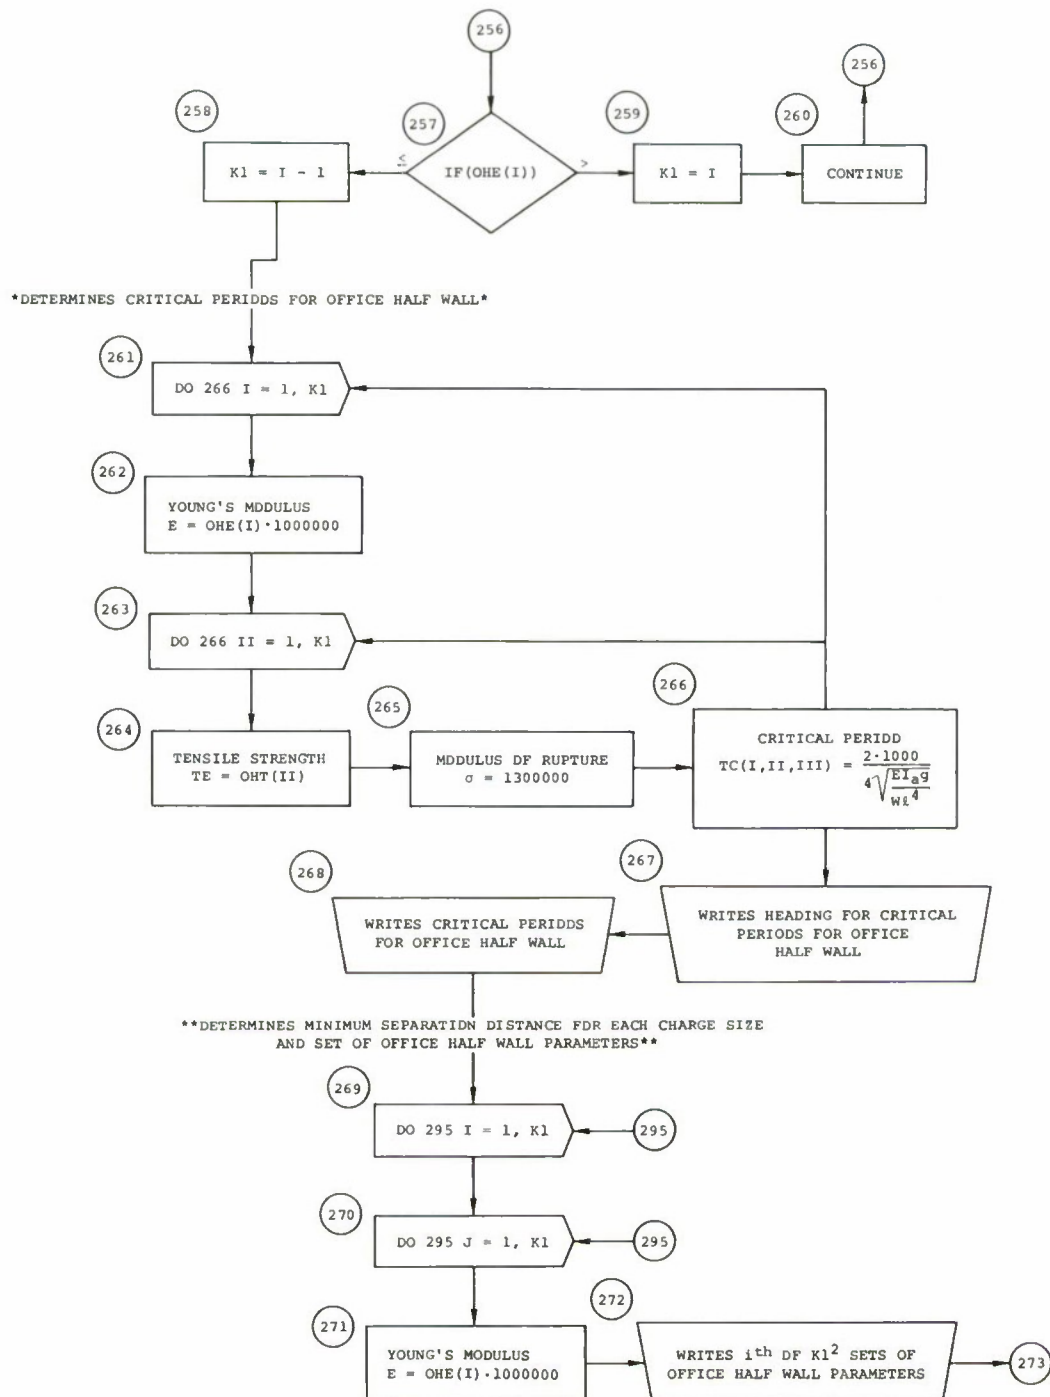 256
256
258
257
259
260
≤
>
K1 = I - 1
IF(OHE(I))
K1 = I
CONTINUE
*DETERMINES CRITICAL PERIDDS FOR OFFICE HALF WALL*
261
DO 266 I = 1, K1
262
YOUNG'S MDDULUS
E = OHE(I)·1000000
263
DO 266 II = 1, K1
264
TENSILE STRENGTH
TE = OHT(II)
265
MDDULUS DF RUPTURE
σ = 1300000
266
CRITICAL PERIDD
TC(I,II,III) = 2·1000 / 4√(EIₐg / Wℓ⁴)
268
267
WRITES CRITICAL PERIDDS
FOR OFFICE HALF WALL
WRITES HEADING FOR CRITICAL
PERIODS FOR OFFICE
HALF WALL
**DETERMINES MINIMUM SEPARATIDN DISTANCE FDR EACH CHARGE SIZE
AND SET OF OFFICE HALF WALL PARAMETERS**
269
DO 295 I = 1, K1
295
270
DO 295 J = 1, K1
295
271
YOUNG'S MODULUS
E = OHE(I)·1000000
272
WRITES iᵗʰ DF K1² SETS OF
OFFICE HALF WALL PARAMETERS
273